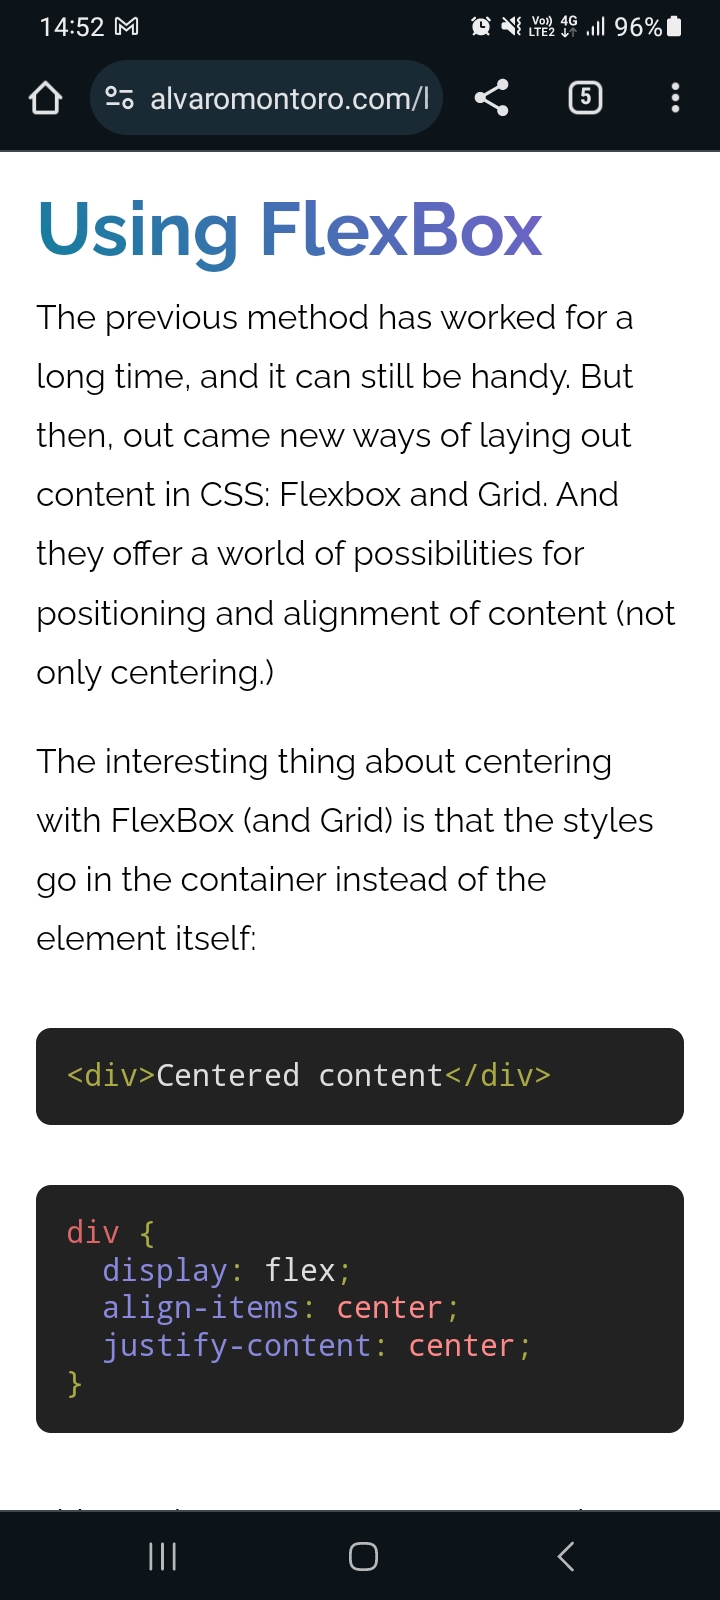 14:52
Vo)) 4G
LTE2
96%
alvaromontoro.com/l
5
Using FlexBox
The previous method has worked for a
long time, and it can still be handy. But
then, out came new ways of laying out
content in CSS: Flexbox and Grid. And
they offer a world of possibilities for
positioning and alignment of content (not
only centering.)
The interesting thing about centering
with FlexBox (and Grid) is that the styles
go in the container instead of the
element itself:
<div>Centered content</div>
div {
  display: flex;
  align-items: center;
  justify-content: center;
}